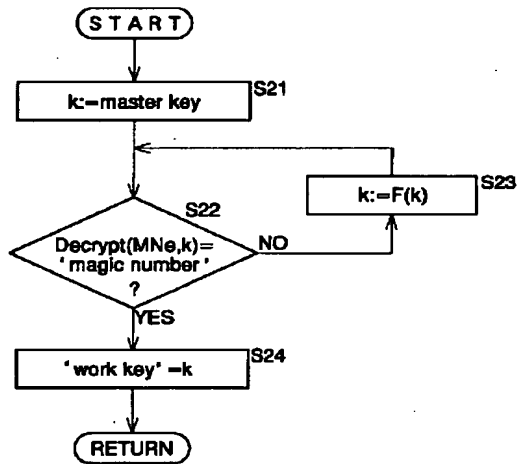 START
S21
k:=master key
S23
k:=F(k)
S22
Decrypt(MNe,k)=
'magic number'
?
NO
YES
S24
'work key'=k
RETURN